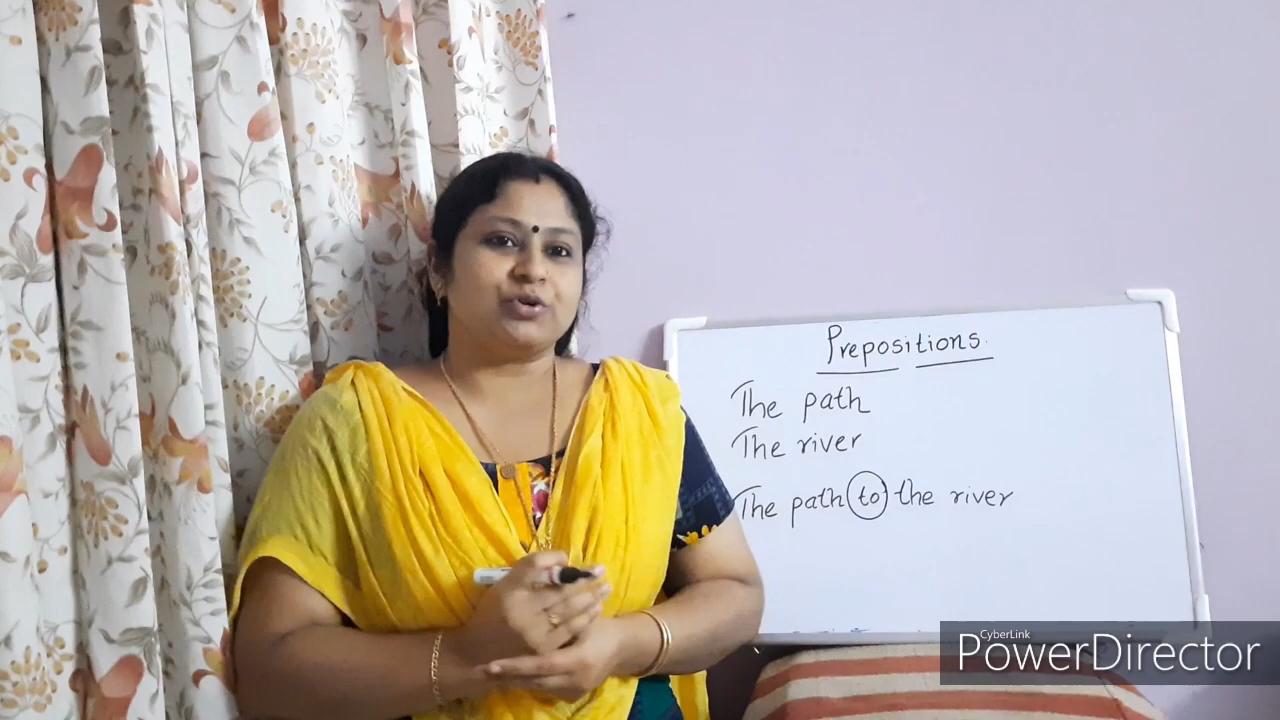 Prepositions.
The path
The river
The path to the river
CyberLink
PowerDirector